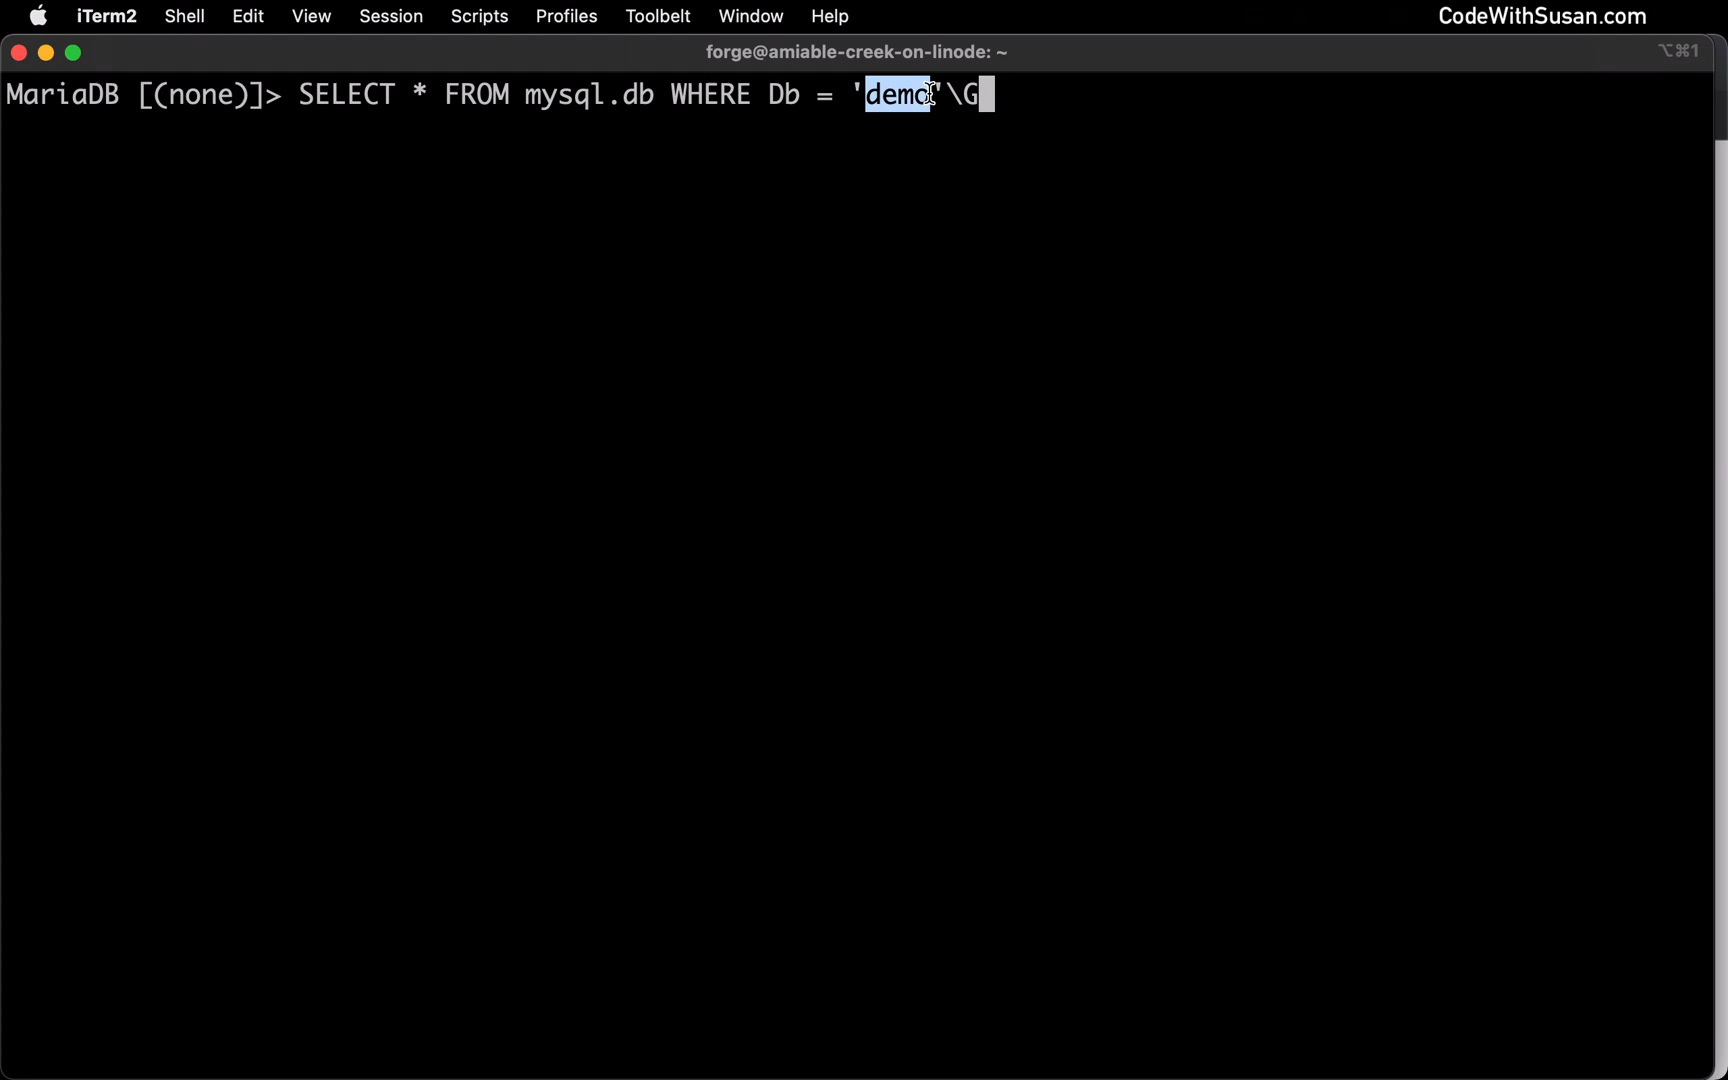 iTerm2 Shell Edit View Session Scripts Profiles Toolbelt Window Help CodeWithSusan.com
forge@amiable-creek-on-linode: ~ ⌥⌘1
MariaDB [(none)]> SELECT * FROM mysql.db WHERE Db = 'demo'\G